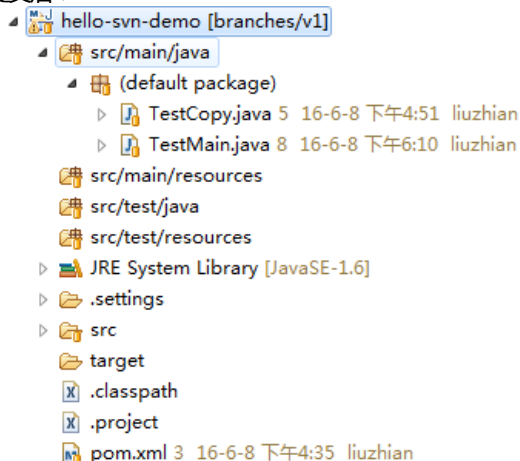 hello-svn-demo [branches/v1]
src/main/java
(default package)
TestCopy.java 5 16-6-8 下午4:51 liuzhian
TestMain.java 8 16-6-8 下午6:10 liuzhian
src/main/resources
src/test/java
src/test/resources
JRE System Library [JavaSE-1.6]
.settings
src
target
.classpath
.project
pom.xml 3 16-6-8 下午4:35 liuzhian